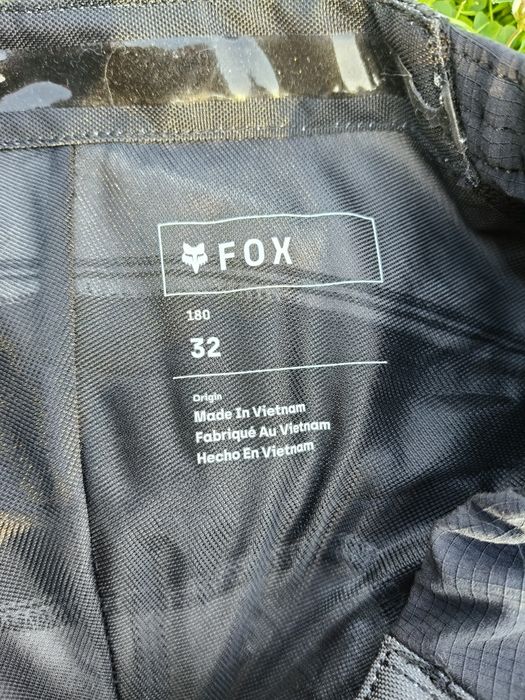 FOX
180
32
Origin
Made In Vietnam
Fabriqué Au Vietnam
Hecho En Vietnam